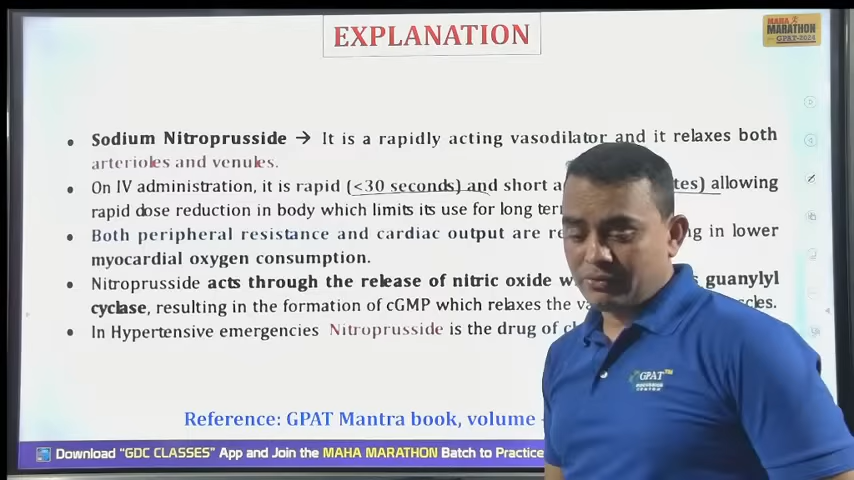 EXPLANATION
MAHA
MARATHON
GPAT-2024
• Sodium Nitroprusside → It is a rapidly acting vasodilator and it relaxes both
arterioles and venules.
• On IV administration, it is rapid (<30 seconds) and short a tes) allowing
rapid dose reduction in body which limits its use for long ter
• Both peripheral resistance and cardiac output are re ng in lower
myocardial oxygen consumption.
• Nitroprusside acts through the release of nitric oxide w s guanylyl
cyclase, resulting in the formation of cGMP which relaxes the va scles.
• In Hypertensive emergencies Nitroprusside is the drug of c
Reference: GPAT Mantra book, volume -
GPAT
Download "GDC CLASSES" App and Join the MAHA MARATHON Batch to Practice